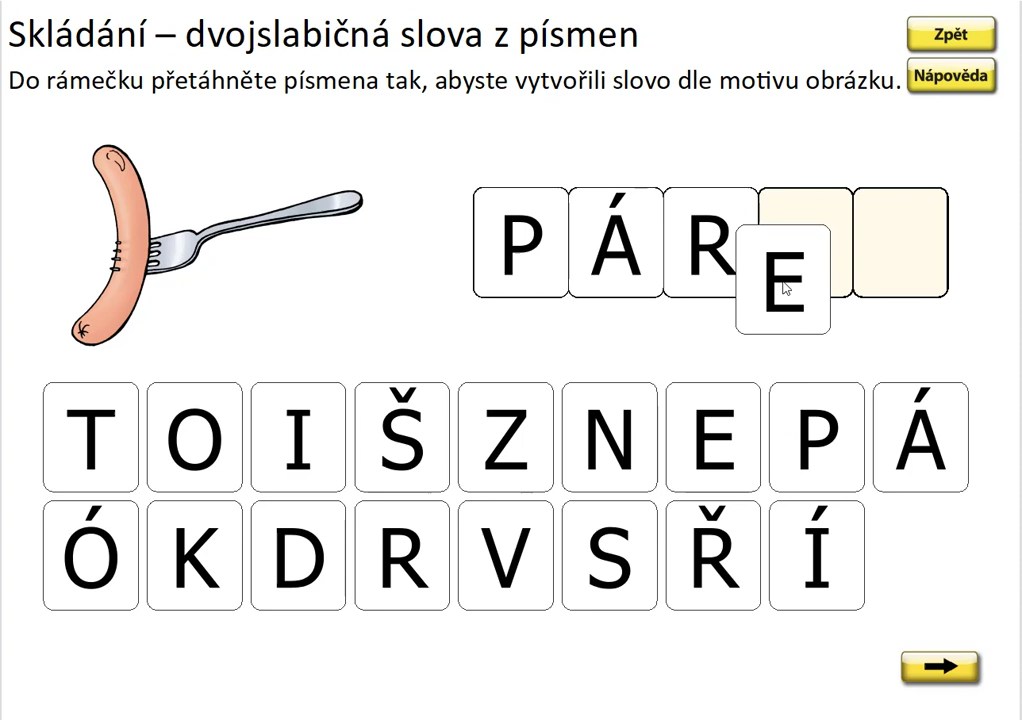 Skládání – dvojslabičná slova z písmen
Zpět
Do rámečku přetáhněte písmena tak, abyste vytvořili slovo dle motivu obrázku.
Nápověda
P Á R E
T O I Š Z N E P Á
Ó K D R V S Ř Í